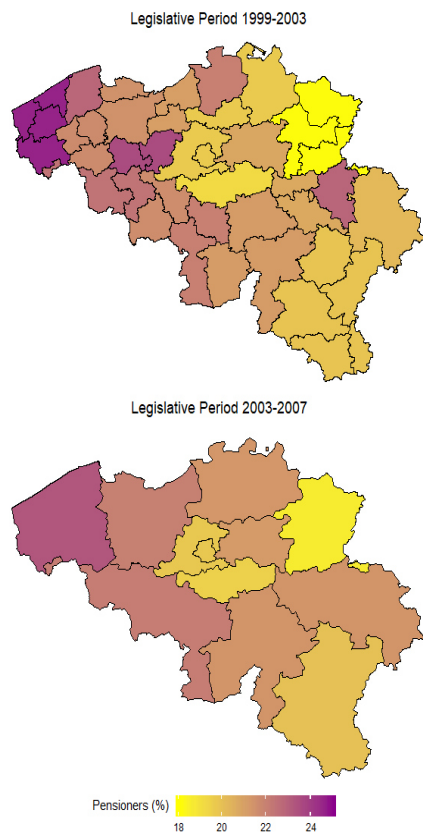 Legislative Period 1999-2003
Legislative Period 2003-2007
Pensioners (%)
18 20 22 24